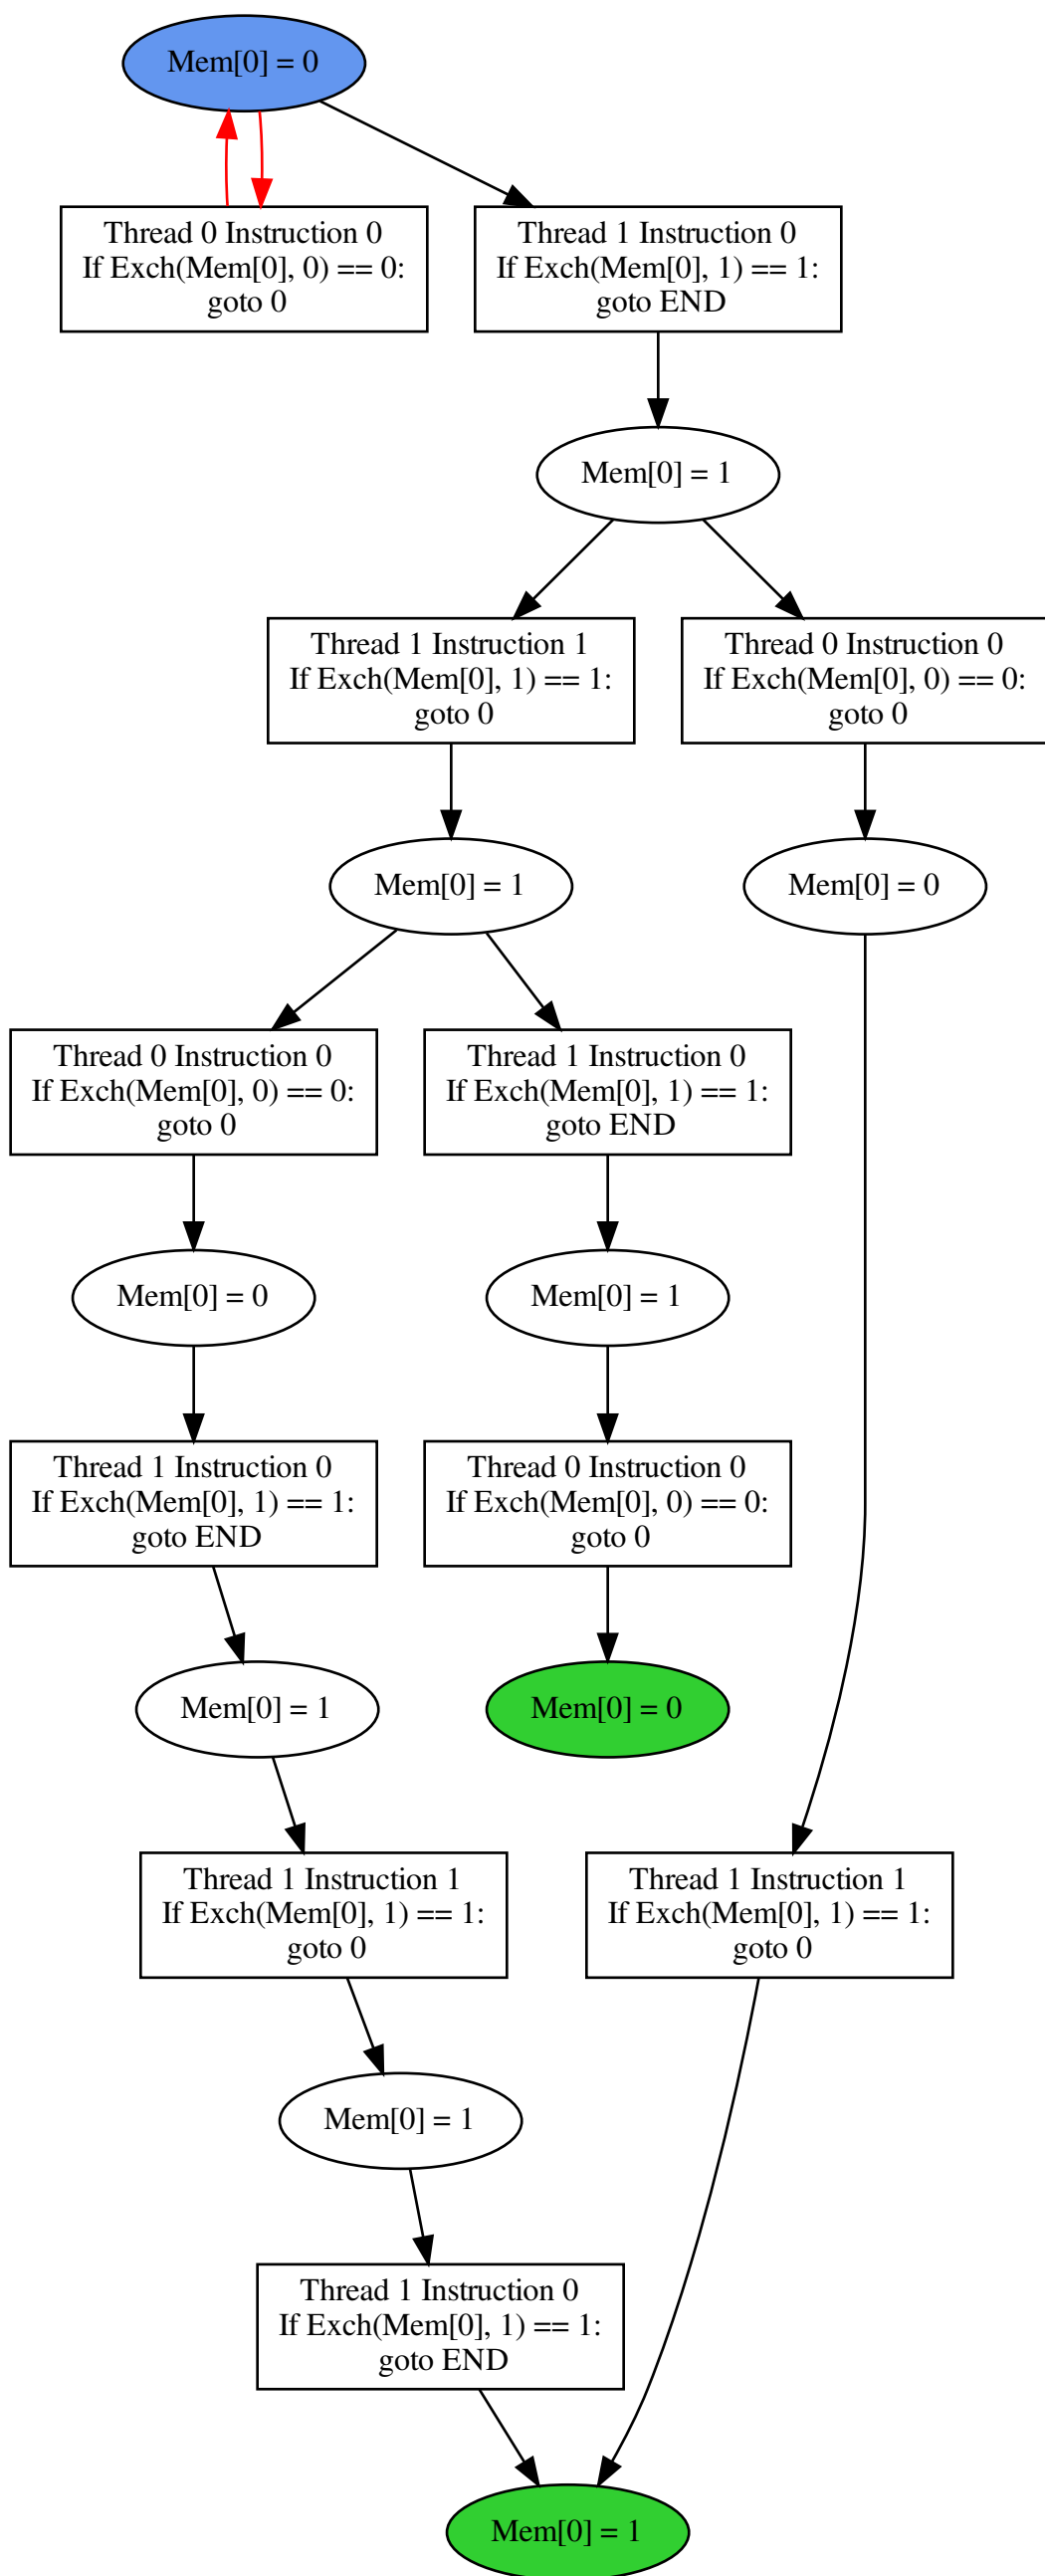 Mem[0] = 0
Thread 0 Instruction 0
If Exch(Mem[0], 0) == 0:
goto 0
Thread 1 Instruction 0
If Exch(Mem[0], 1) == 1:
goto END
Mem[0] = 1
Thread 1 Instruction 1
If Exch(Mem[0], 1) == 1:
goto 0
Thread 0 Instruction 0
If Exch(Mem[0], 0) == 0:
goto 0
Mem[0] = 1
Mem[0] = 0
Thread 0 Instruction 0
If Exch(Mem[0], 0) == 0:
goto 0
Thread 1 Instruction 0
If Exch(Mem[0], 1) == 1:
goto END
Mem[0] = 0
Mem[0] = 1
Thread 1 Instruction 0
If Exch(Mem[0], 1) == 1:
goto END
Thread 0 Instruction 0
If Exch(Mem[0], 0) == 0:
goto 0
Mem[0] = 1
Mem[0] = 0
Thread 1 Instruction 1
If Exch(Mem[0], 1) == 1:
goto 0
Thread 1 Instruction 1
If Exch(Mem[0], 1) == 1:
goto 0
Mem[0] = 1
Thread 1 Instruction 0
If Exch(Mem[0], 1) == 1:
goto END
Mem[0] = 1